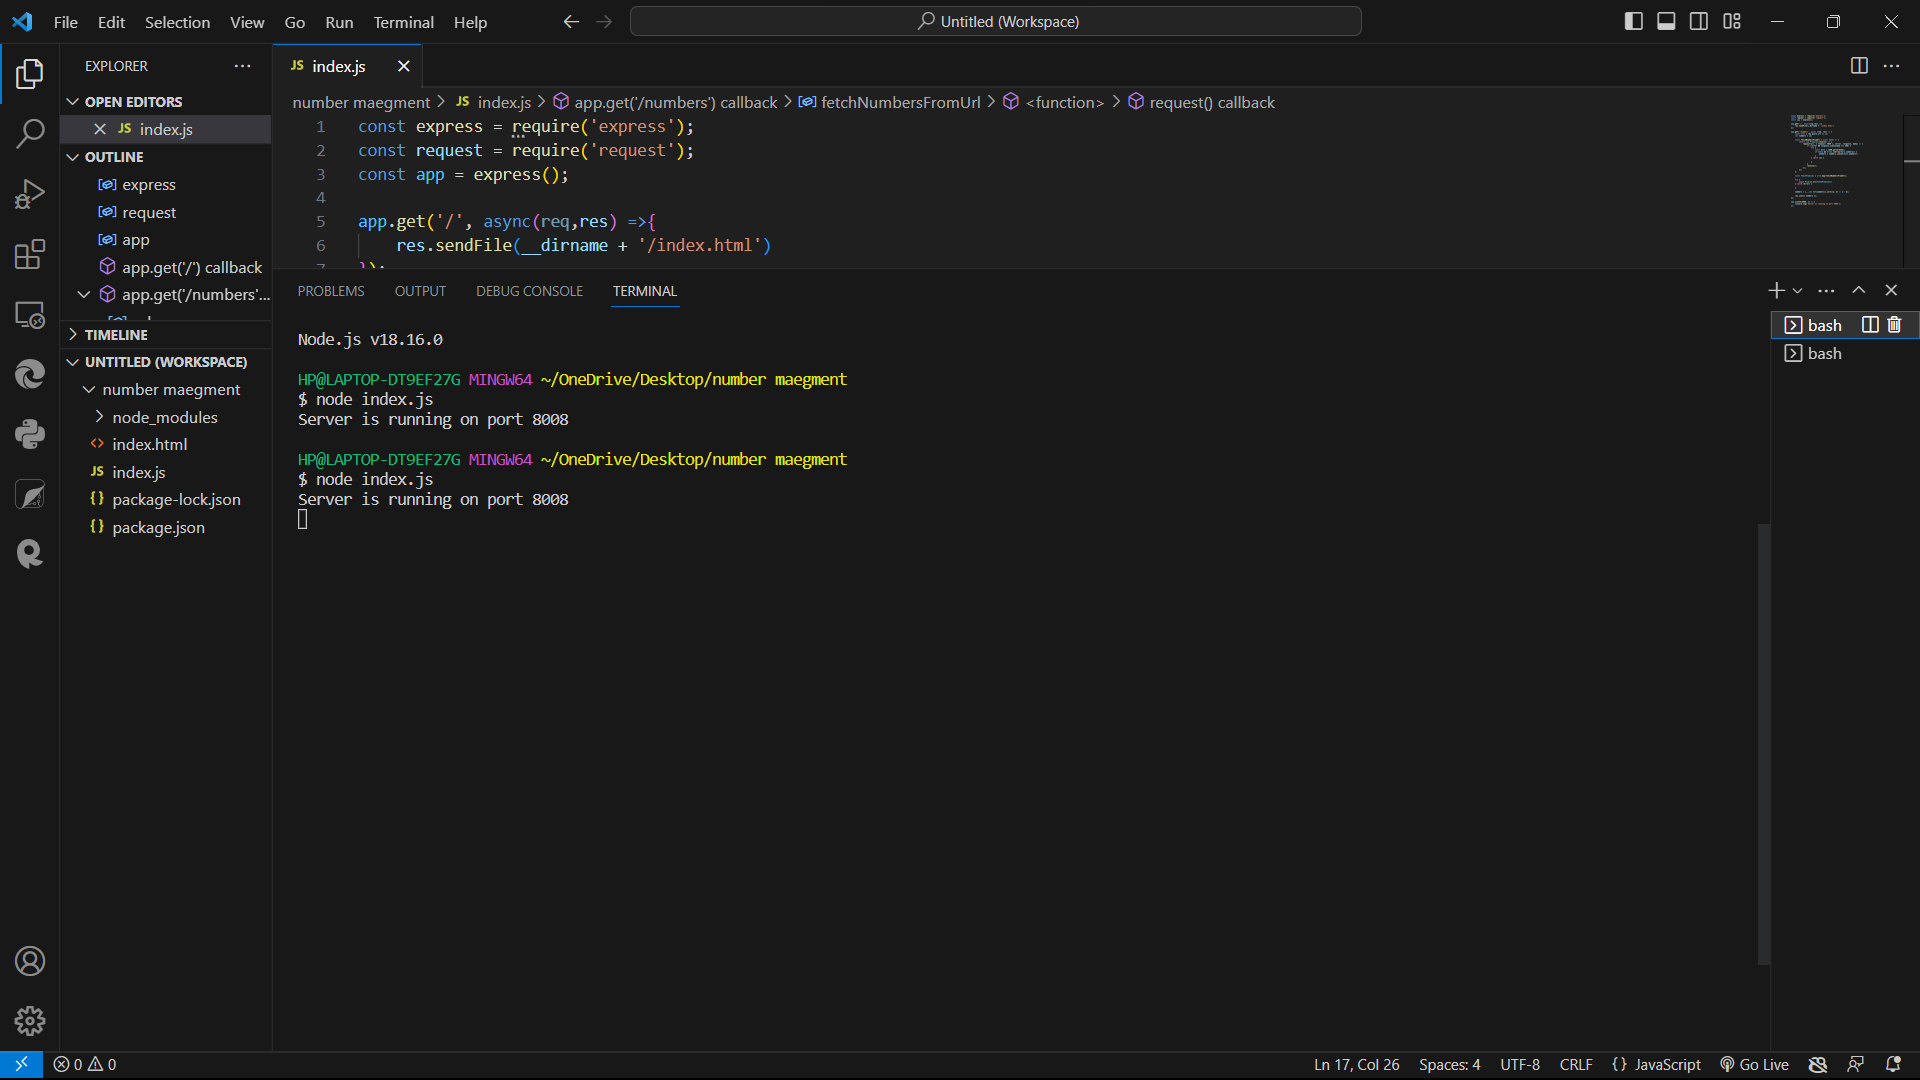 File Edit Selection View Go Run Terminal Help
Untitled (Workspace)
EXPLORER
OPEN EDITORS
JS index.js
OUTLINE
express
request
app
app.get('/') callback
app.get('/numbers'...
TIMELINE
UNTITLED (WORKSPACE)
number maegment
node_modules
index.html
JS index.js
package-lock.json
package.json
JS index.js
number maegment > JS index.js > app.get('/numbers') callback > fetchNumbersFromUrl > <function> > request() callback
1 const express = require('express');
2 const request = require('request');
3 const app = express();
4
5 app.get('/', async(req,res) =>{
6 res.sendFile(__dirname + '/index.html')
7 });
PROBLEMS OUTPUT DEBUG CONSOLE TERMINAL
Node.js v18.16.0
HP@LAPTOP-DT9EF27G MINGW64 ~/OneDrive/Desktop/number maegment
$ node index.js
Server is running on port 8008
HP@LAPTOP-DT9EF27G MINGW64 ~/OneDrive/Desktop/number maegment
$ node index.js
Server is running on port 8008
bash
bash
0 0
Ln 17, Col 26 Spaces: 4 UTF-8 CRLF {} JavaScript Go Live